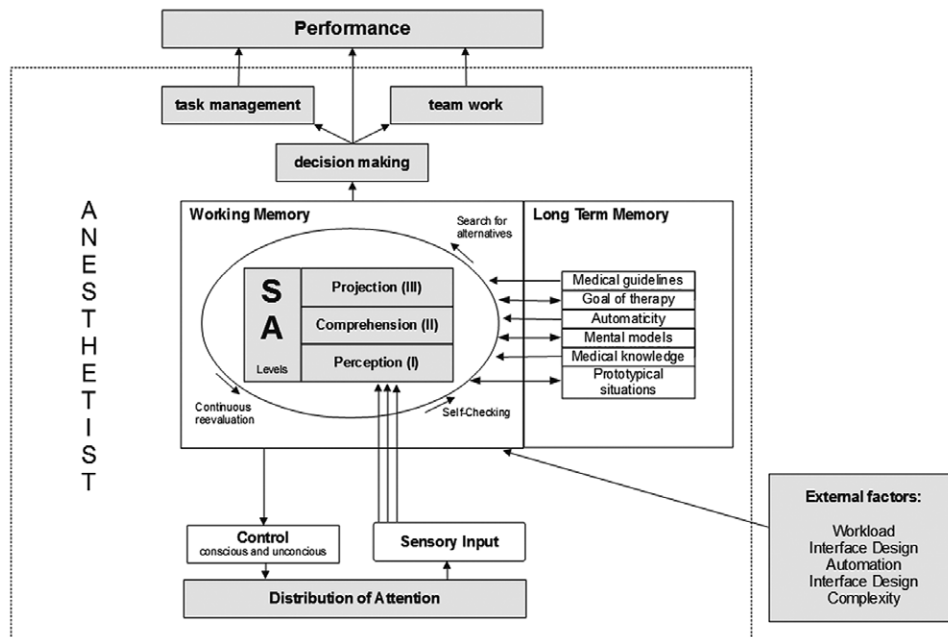 Performance
task management
team work
decision making
ANESTHETIST
Working Memory
Long Term Memory
Search for
alternatives
S
A
Levels
Projection (III)
Comprehension (II)
Perception (I)
Medical guidelines
Goal of therapy
Automaticity
Mental models
Medical knowledge
Prototypical
situations
Continuous
reevaluation
Self-Checking
Control
conscious and unconcious
Sensory Input
Distribution of Attention
External factors:
Workload
Interface Design
Automation
Interface Design
Complexity